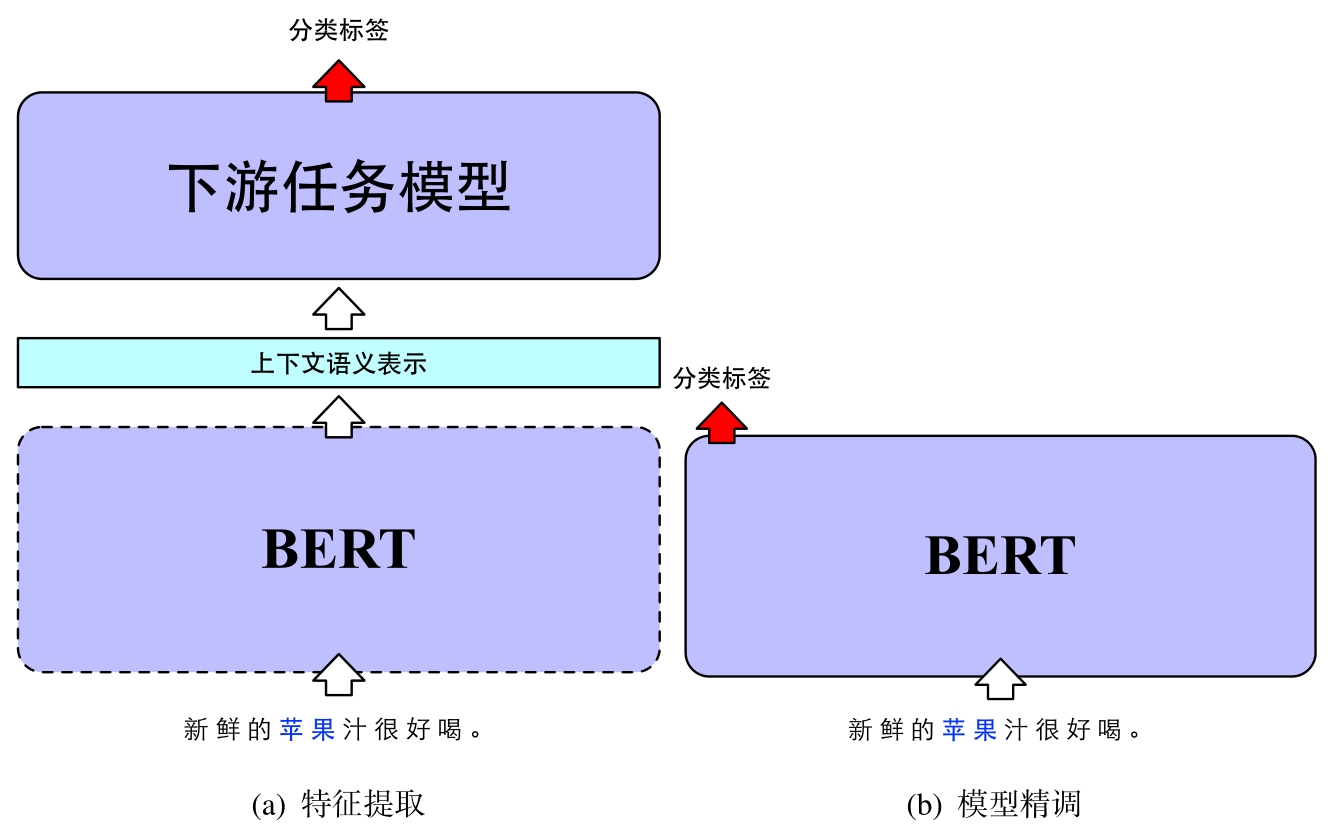 分类标签
下游任务模型
上下文语义表示
BERT
新鲜的苹果汁很好喝。
(a) 特征提取
分类标签
BERT
新鲜的苹果汁很好喝。
(b) 模型精调